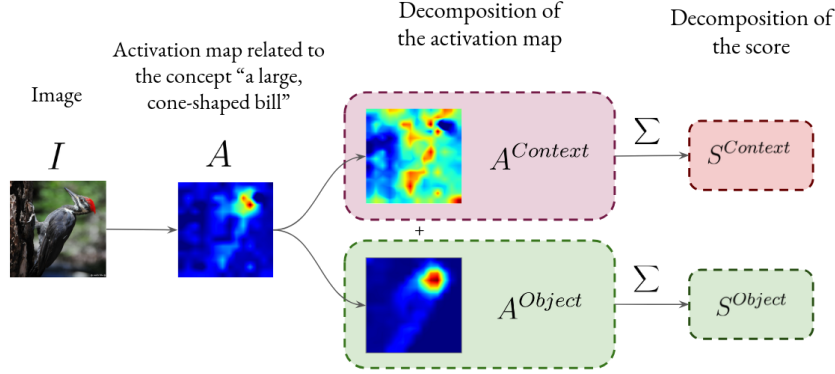 Decomposition of
the activation map
Decomposition of
the score
Activation map related to
the concept “a large,
cone-shaped bill”
Image
I
A
A^{Context}
∑
S^{Context}
+
A^{Object}
∑
S^{Object}